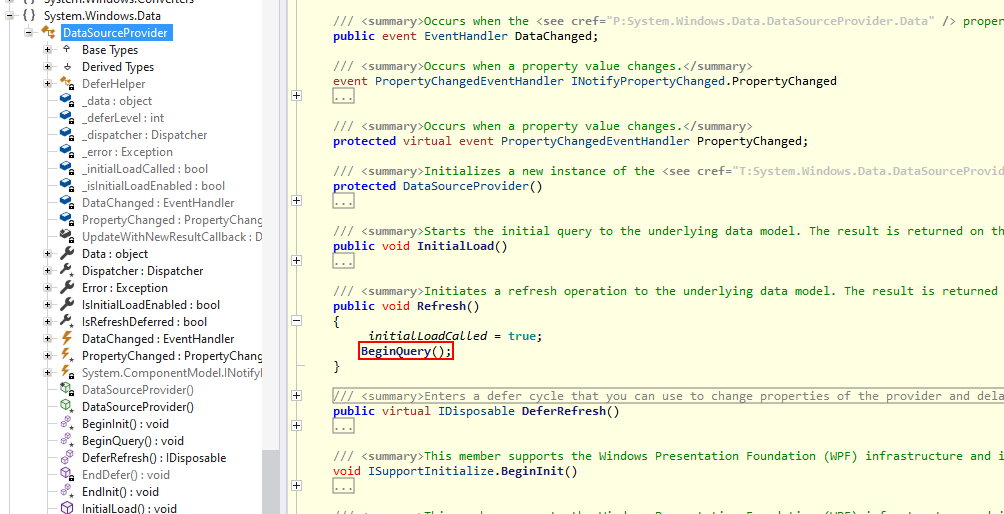 System.Windows.Converters
System.Windows.Data
DataSourceProvider
Base Types
Derived Types
DeferHelper
_data : object
_deferLevel : int
_dispatcher : Dispatcher
_error : Exception
_initialLoadCalled : bool
_isInitialLoadEnabled : bool
DataChanged : EventHandler
PropertyChanged : PropertyChang
UpdateWithNewResultCallback : D
Data : object
Dispatcher : Dispatcher
Error : Exception
IsInitialLoadEnabled : bool
IsRefreshDeferred : bool
DataChanged : EventHandler
PropertyChanged : PropertyChang
System.ComponentModel.INotifyI
DataSourceProvider()
DataSourceProvider()
BeginInit() : void
BeginQuery() : void
DeferRefresh() : IDisposable
EndDefer() : void
EndInit() : void
InitialLoad() : void
/// <summary>Occurs when the <see cref="P:System.Windows.Data.DataSourceProvider.Data" /> proper
public event EventHandler DataChanged;
/// <summary>Occurs when a property value changes.</summary>
event PropertyChangedEventHandler INotifyPropertyChanged.PropertyChanged
...
/// <summary>Occurs when a property value changes.</summary>
protected virtual event PropertyChangedEventHandler PropertyChanged;
/// <summary>Initializes a new instance of the <see cref="T:System.Windows.Data.DataSourceProvid
protected DataSourceProvider()
...
/// <summary>Starts the initial query to the underlying data model. The result is returned on th
public void InitialLoad()
...
/// <summary>Initiates a refresh operation to the underlying data model. The result is returned
public void Refresh()
{
_initialLoadCalled = true;
BeginQuery();
}
/// <summary>Enters a defer cycle that you can use to change properties of the provider and dela
public virtual IDisposable DeferRefresh()
...
/// <summary>This member supports the Windows Presentation Foundation (WPF) infrastructure and i
void ISupportInitialize.BeginInit()
...